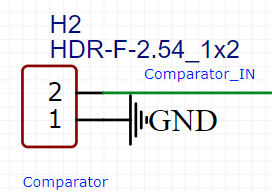 H2
HDR-F-2.54_1x2
Comparator_IN
2
1
GND
Comparator